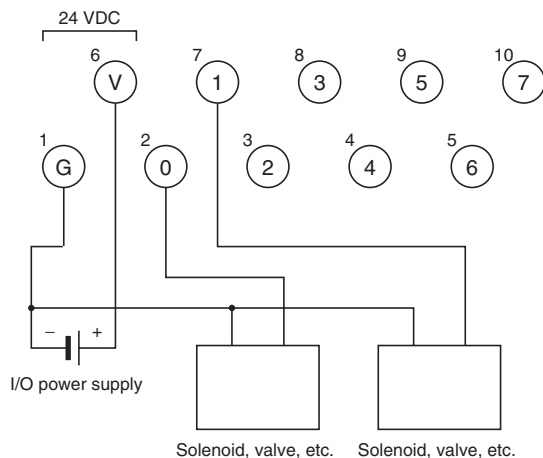 24 VDC
6 7 8 9 10
V 1 3 5 7
1 2 3 4 5
G 0 2 4 6
− +
I/O power supply
Solenoid, valve, etc. Solenoid, valve, etc.